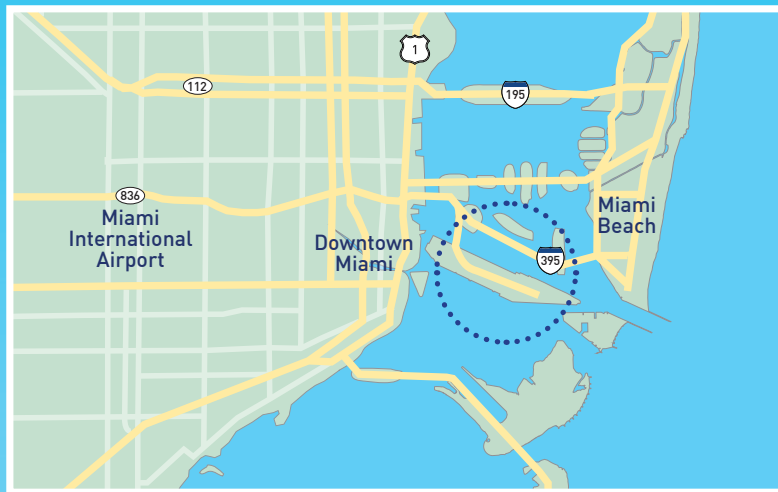 1
112
195
836
Miami
International
Airport
Downtown
Miami
Miami
Beach
395